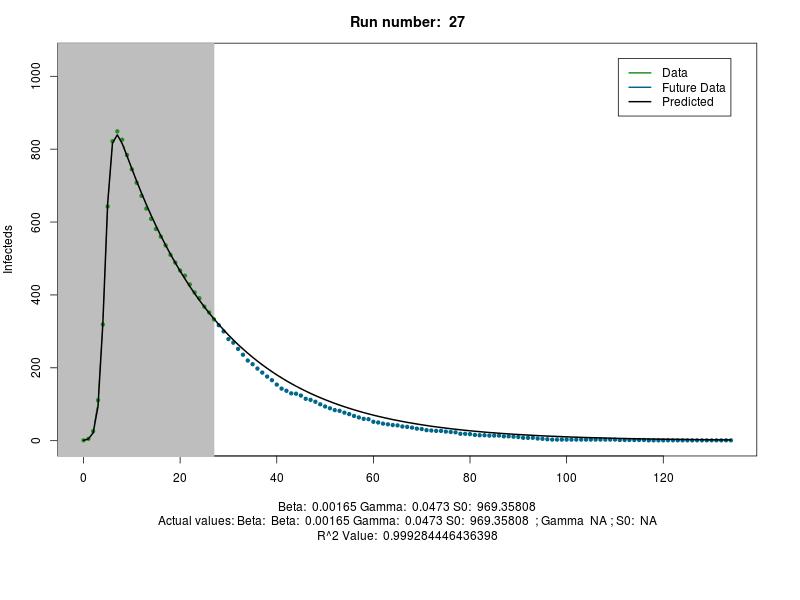 Run number: 27
1000
800
600
400
200
0
Infecteds
Data
Future Data
Predicted
0 20 40 60 80 100 120
Beta: 0.00165 Gamma: 0.0473 S0: 969.35808
Actual values: Beta: Beta: 0.00165 Gamma: 0.0473 S0: 969.35808 ; Gamma NA ; S0: NA
R^2 Value: 0.999284446436398